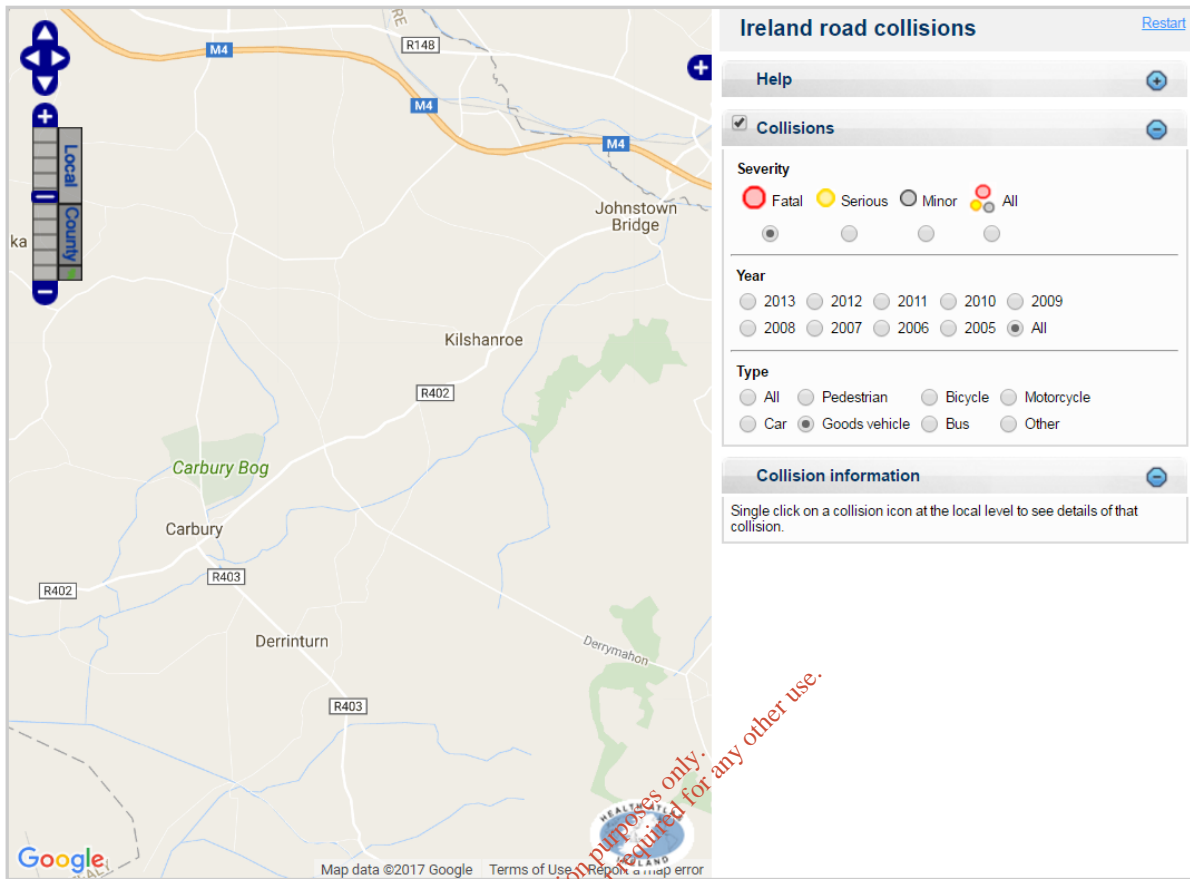 Ireland road collisions
Restart
Help
Collisions
Severity
Fatal Serious Minor All
Year
2013 2012 2011 2010 2009
2008 2007 2006 2005 All
Type
All Pedestrian Bicycle Motorcycle
Car Goods vehicle Bus Other
Collision information
Single click on a collision icon at the local level to see details of that
collision.
RE
R148
M4
M4
M4
Local
County
ka
Johnstown
Bridge
Kilshanroe
R402
Carbury Bog
Carbury
R403
R402
Derrinturn
Derrymahon
R403
HEALTH ATLAS
IRELAND
Google
Map data ©2017 Google Terms of Use Report a map error
purposes only.
required for any other use.